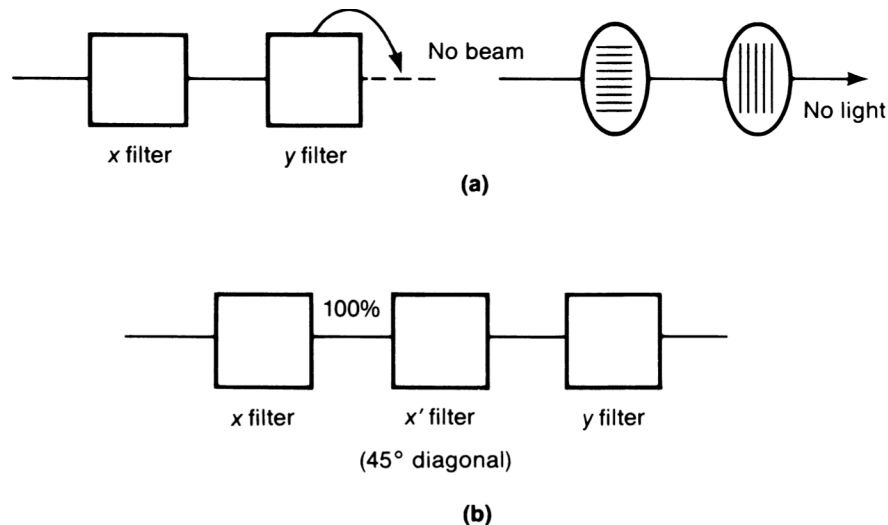 No beam
No light
x filter
y filter
(a)
100%
x′ filter
x filter
y filter
(45° diagonal)
(b)